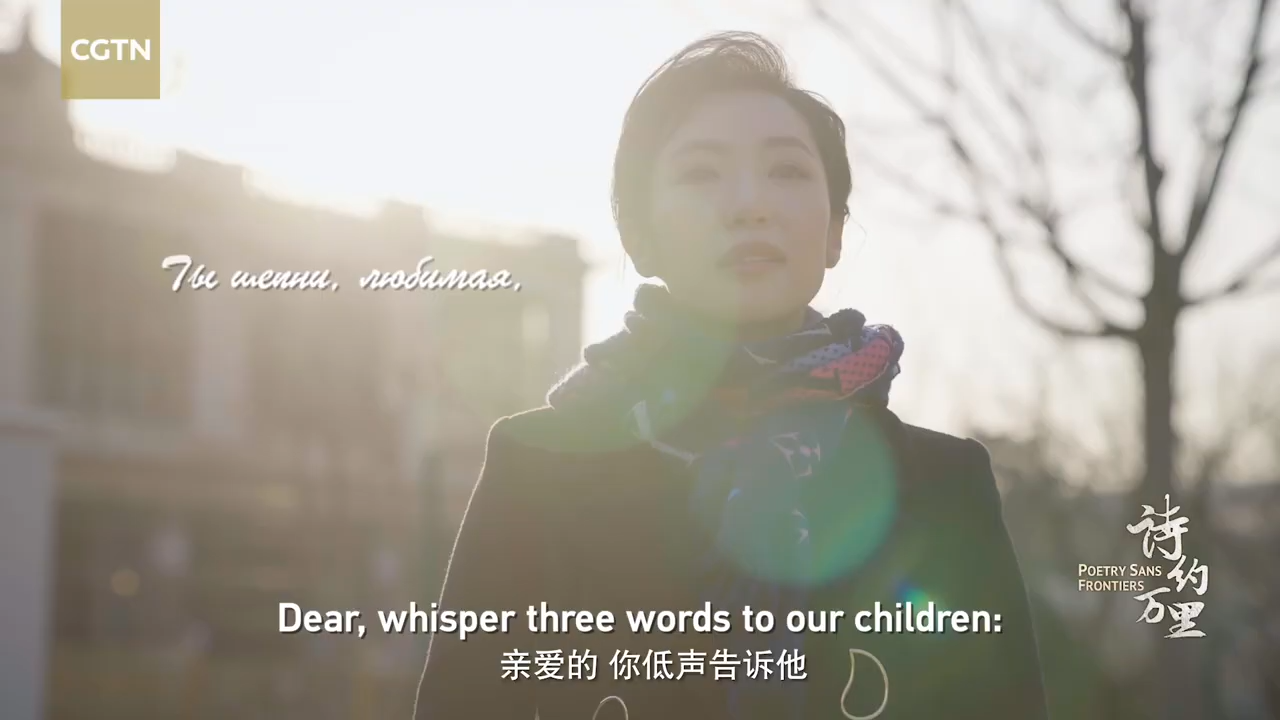 CGTN
Ты шепни, любимая,
诗约万里
POETRY SANS
FRONTIERS
Dear, whisper three words to our children:
亲爱的 你低声告诉他